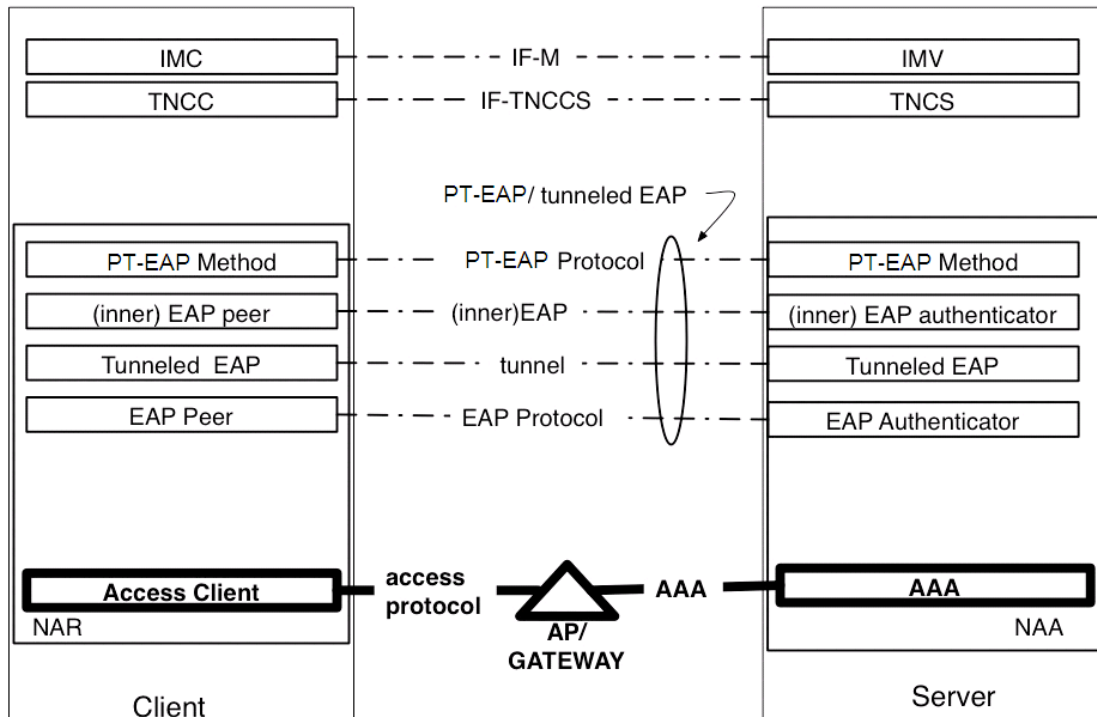 IMC IF-M IMV
TNCC IF-TNCCS TNCS
PT-EAP/ tunneled EAP
PT-EAP Method PT-EAP Protocol PT-EAP Method
(inner) EAP peer (inner)EAP (inner) EAP authenticator
Tunneled EAP tunnel Tunneled EAP
EAP Peer EAP Protocol EAP Authenticator
Access Client access protocol AAA AAA
NAR AP/ GATEWAY NAA
Client Server